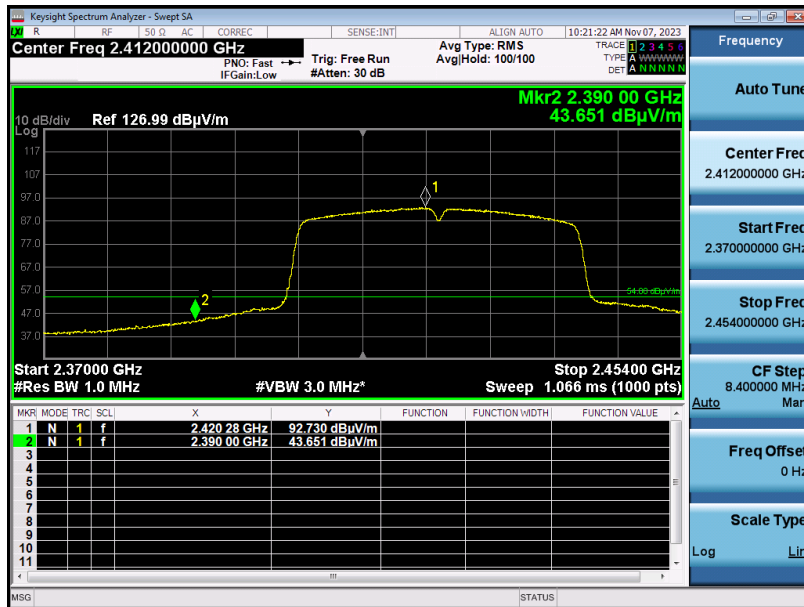 Keysight Spectrum Analyzer - Swept SA
LXI R RF 50 Ω AC CORREC SENSE:INT ALIGN AUTO 10:21:22 AM Nov 07, 2023
Center Freq 2.412000000 GHz
PNO: Fast
IFGain:Low
Trig: Free Run
#Atten: 30 dB
Avg Type: RMS
Avg|Hold: 100/100
TRACE 1 2 3 4 5 6
TYPE A WWWWW
DET A N N N N N
Mkr2 2.390 00 GHz
43.651 dBµV/m
10 dB/div Ref 126.99 dBµV/m
Log
117
107
97.0
87.0
77.0
67.0
57.0
47.0
37.0
1
2
54.00 dBµV/m
Start 2.37000 GHz Stop 2.45400 GHz
#Res BW 1.0 MHz #VBW 3.0 MHz* Sweep 1.066 ms (1000 pts)
MKR MODE TRC SCL X Y FUNCTION FUNCTION WIDTH FUNCTION VALUE
1 N 1 f 2.420 28 GHz 92.730 dBµV/m
2 N 1 f 2.390 00 GHz 43.651 dBµV/m
3
4
5
6
7
8
9
10
11
MSG STATUS
Frequency
Auto Tune
Center Freq
2.412000000 GHz
Start Freq
2.370000000 GHz
Stop Freq
2.454000000 GHz
CF Step
8.400000 MHz
Auto Man
Freq Offset
0 Hz
Scale Type
Log Lin